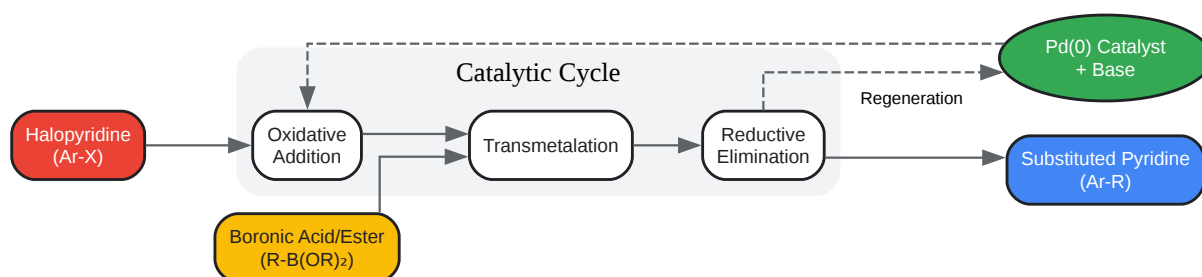 Catalytic Cycle
Pd(0) Catalyst
+ Base
Regeneration
Halopyridine
(Ar-X)
Oxidative
Addition
Transmetalation
Reductive
Elimination
Substituted Pyridine
(Ar-R)
Boronic Acid/Ester
(R-B(OR)₂)